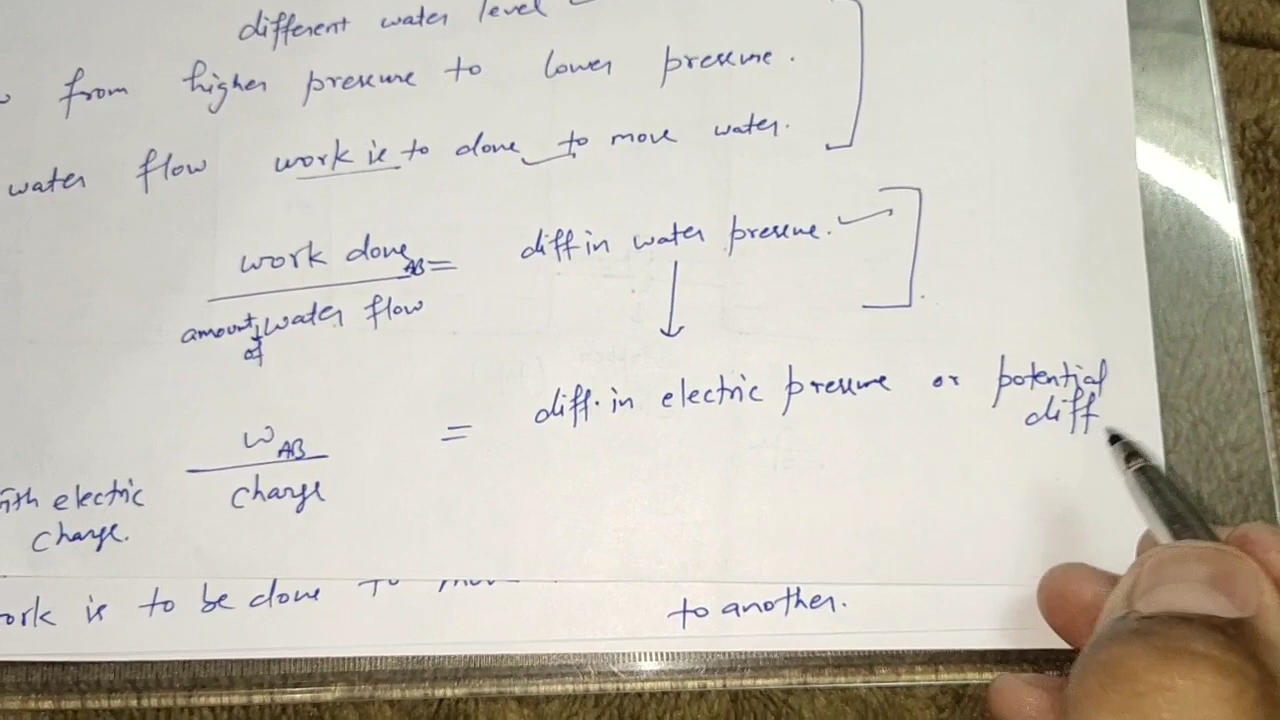 different water level
from higher pressure to lower pressure.
water flow work is to done to move water.
work done AB = diff in water pressure.
amount of water flow
diff. in electric pressure or potential diff
W AB =
charge
with electric charge.
work is to be done to
to another.